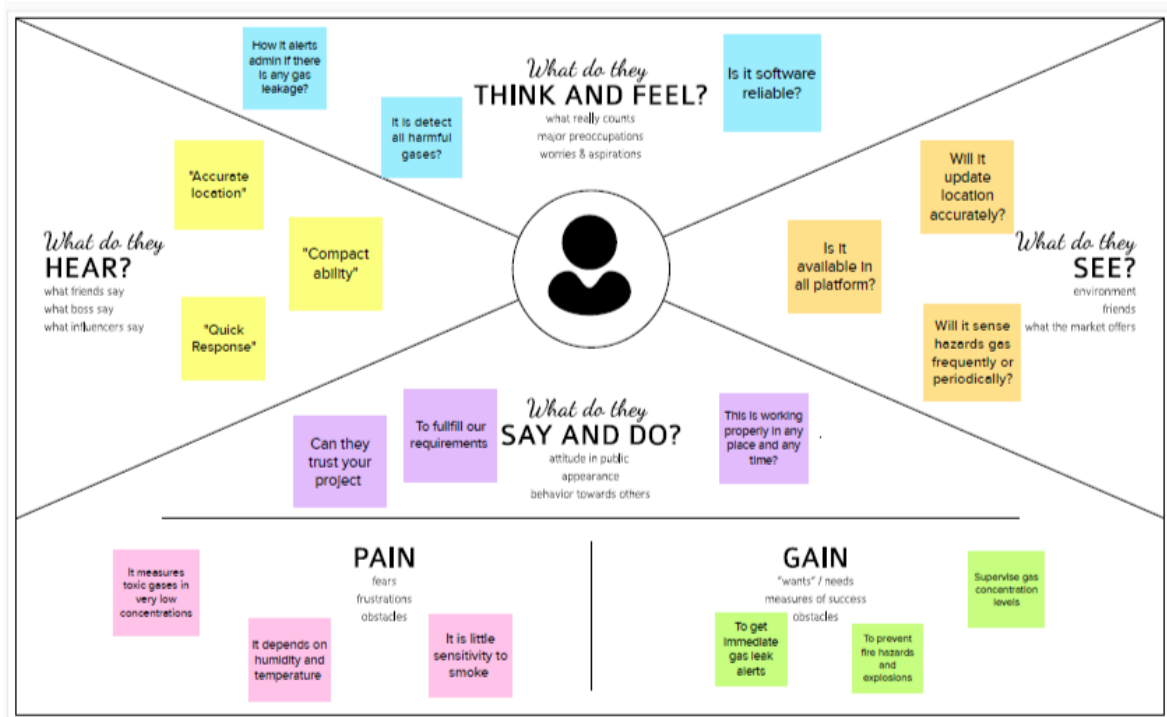 How it alerts
admin if there
is any gas
leakage?
What do they
THINK AND FEEL?
what really counts
major preoccupations
worries & aspirations
Is it software
reliable?
It is detect
all harmful
gases?
"Accurate
location"
What do they
HEAR?
what friends say
what boss say
what influencers say
"Compact
ability"
"Quick
Response"
Will it
update
location
accurately?
Is it
available in
all platform?
What do they
SEE?
environment
friends
what the market offers
Will it sense
hazards gas
frequently or
periodically?
Can they
trust your
project
To fullfill our
requirements
What do they
SAY AND DO?
attitude in public
appearance
behavior towards others
This is working
properly in any
place and any
time?
PAIN
fears
frustrations
obstacles
It measures
toxic gases in
very low
concentrations
It depends on
humidity and
temperature
It is little
sensitivity to
smoke
GAIN
"wants" / needs
measures of success
obstacles
To get
immediate
gas leak
alerts
To prevent
fire hazards
and
explosions
Supervise gas
concentration
levels